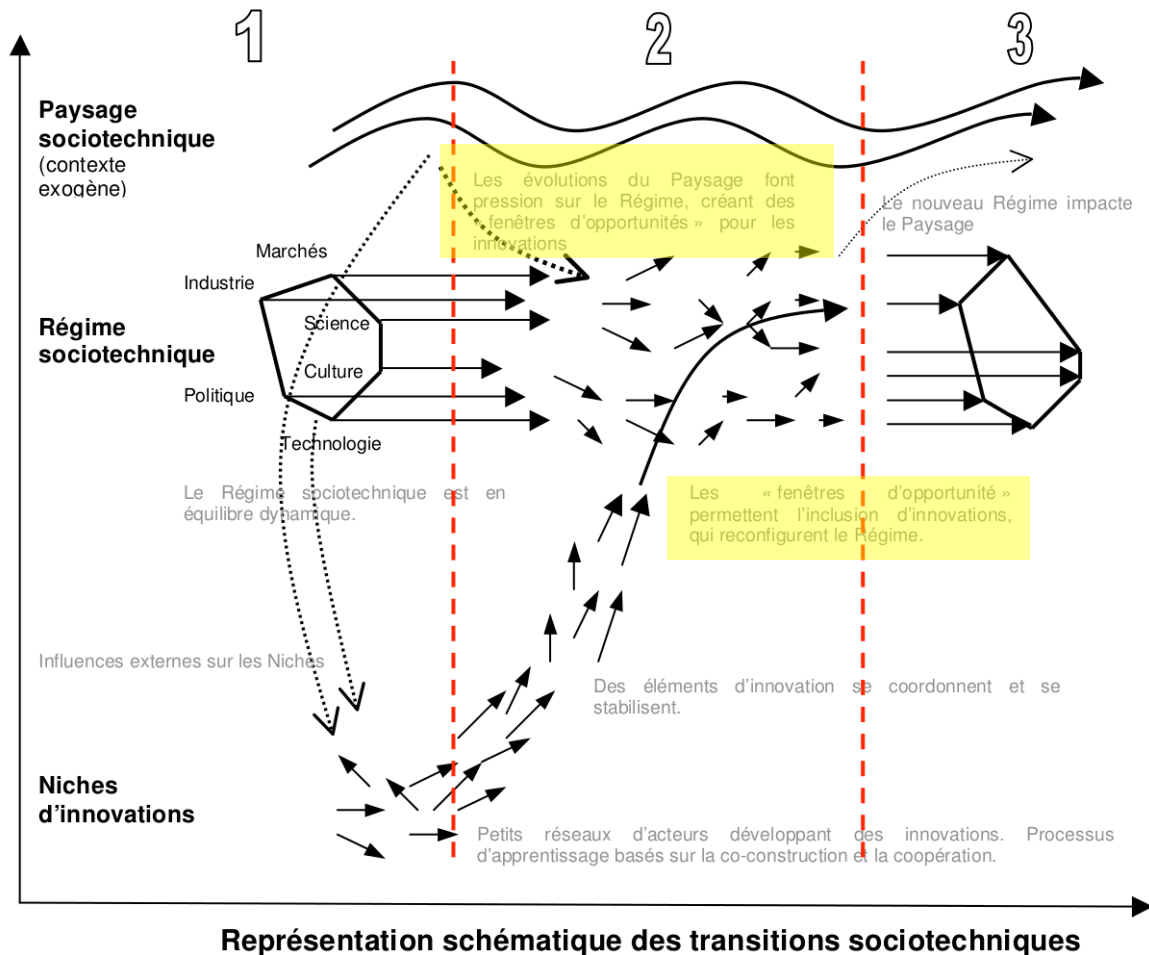 1
2
3
Paysage
sociotechnique
(contexte
exogène)
Les évolutions du Paysage font
pression sur le Régime, créant des
« fenêtres d'opportunités » pour les
innovations
Le nouveau Régime impacte
le Paysage
Marchés
Industrie
Science
Régime
sociotechnique
Culture
Politique
Technologie
Le Régime sociotechnique est en
équilibre dynamique.
Les « fenêtres d'opportunité »
permettent l'inclusion d'innovations,
qui reconfigurent le Régime.
Influences externes sur les Niches
Des éléments d'innovation se coordonnent et se
stabilisent.
Niches
d'innovations
Petits réseaux d'acteurs développant des innovations. Processus
d'apprentissage basés sur la co-construction et la coopération.
Représentation schématique des transitions sociotechniques